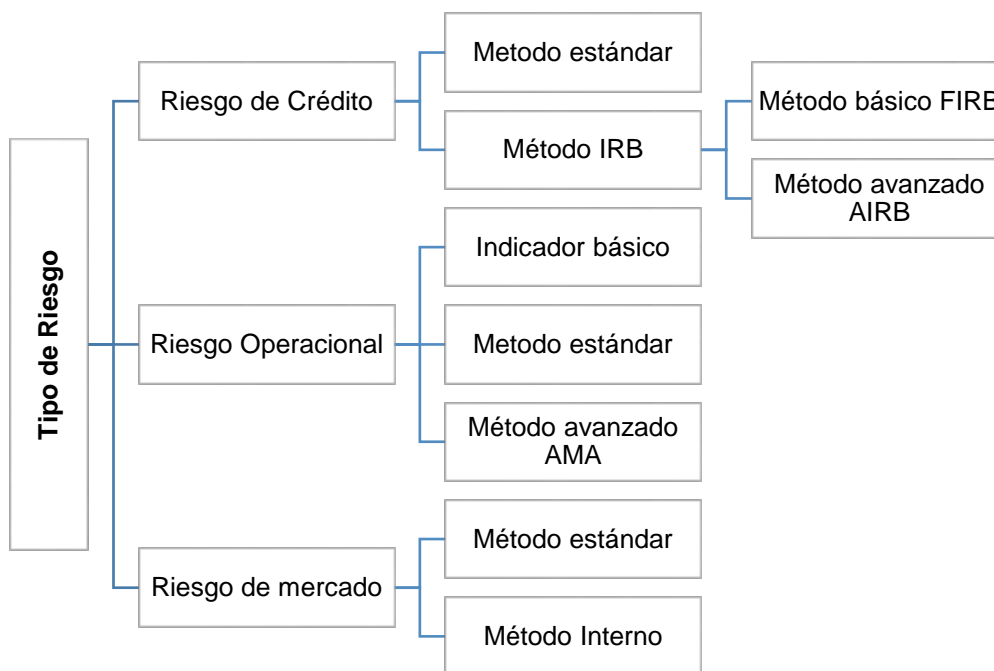 Tipo de Riesgo
Riesgo de Crédito
Metodo estándar
Método IRB
Método básico FIRB
Método avanzado
AIRB
Riesgo Operacional
Indicador básico
Metodo estándar
Método avanzado
AMA
Riesgo de mercado
Método estándar
Método Interno